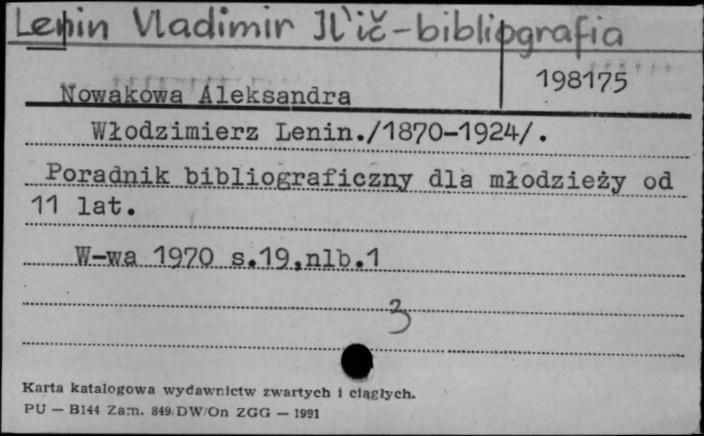 Lenin Vladimir Il'ič - bibliografia
198175
Nowakowa Aleksandra
Włodzimierz Lenin./1870-1924/.
Poradnik bibliograficzny dla młodzieży od
11 lat.
W-wa 1970 s.19,nlb.1
3
Karta katalogowa wydawnictw zwartych i ciągłych.
PU — B144 Zam. 849. DW/On ZGG — 1991